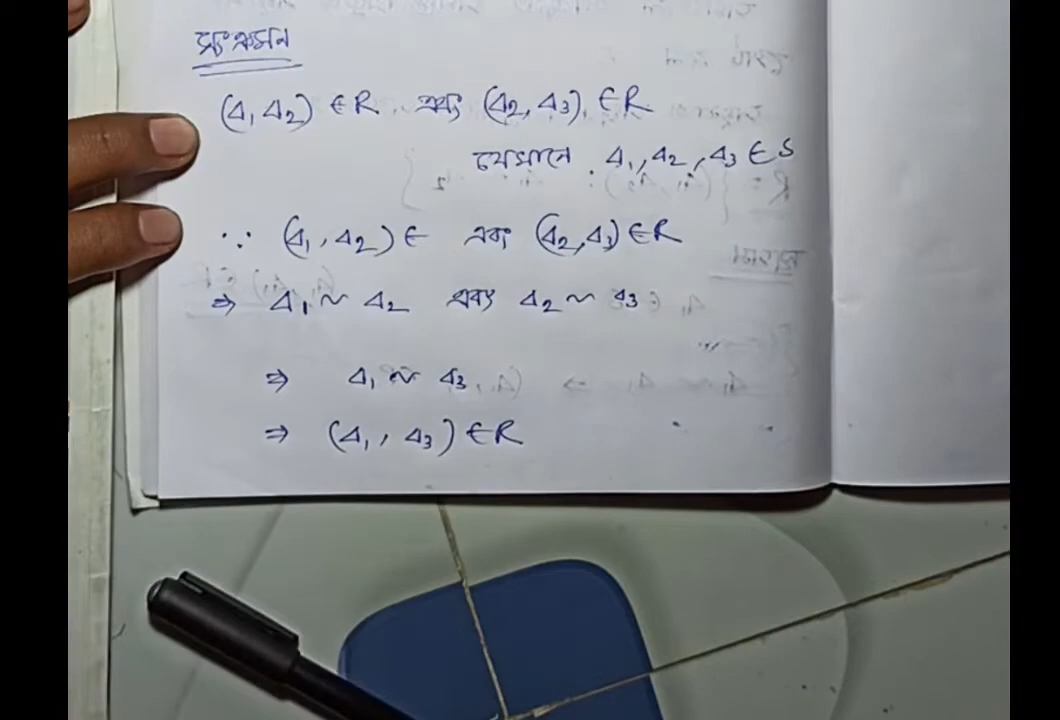 সংক্রমন
(Δ₁ Δ₂) ∈ R এবং (Δ₂, Δ₃) ∈ R
যেখানে Δ₁, Δ₂, Δ₃ ∈ S
∵ (Δ₁, Δ₂) ∈ এবং (Δ₂, Δ₃) ∈ R
⇒ Δ₁ ~ Δ₂ এবং Δ₂ ~ Δ₃
⇒ Δ₁ ~ Δ₃
⇒ (Δ₁, Δ₃) ∈ R